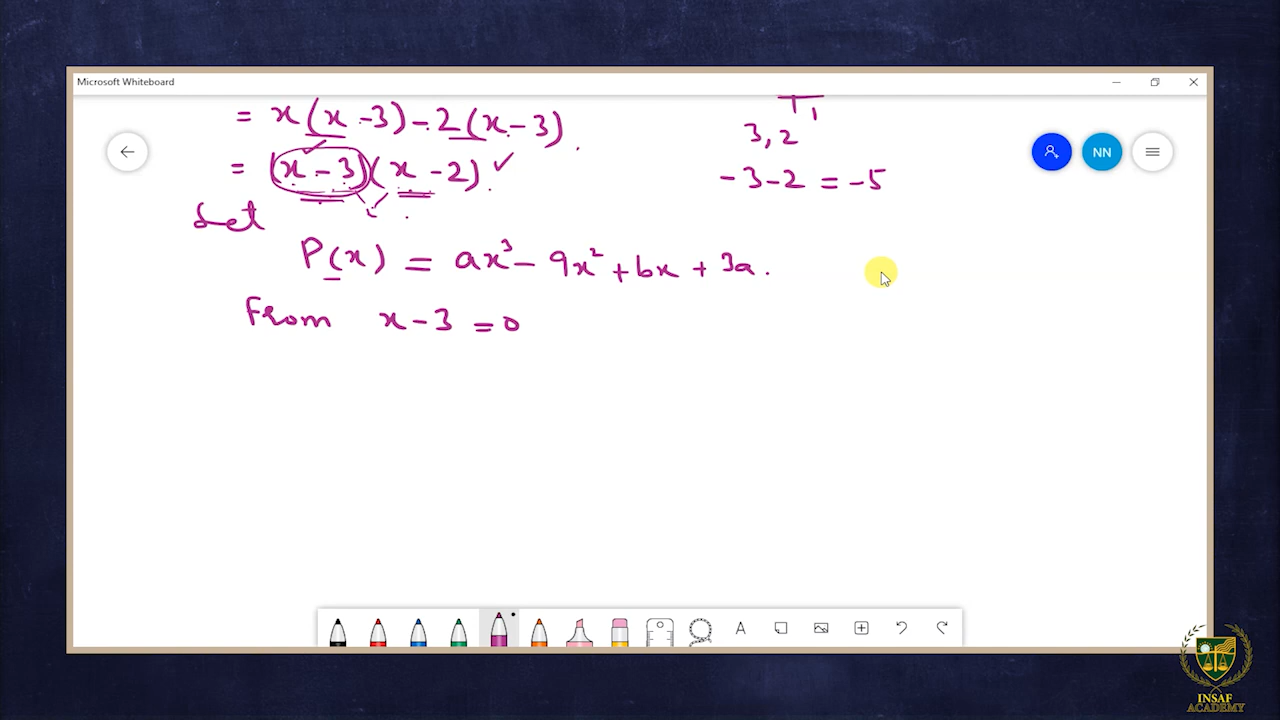 Microsoft Whiteboard
= x(x - 3) - 2(x - 3)
= (x - 3)(x - 2) ✓
3, 2
-3 - 2 = -5
NN
Let
P(x) = ax³ - 9x² + bx + 3a.
From x - 3 = 0
A
INSAF
ACADEMY